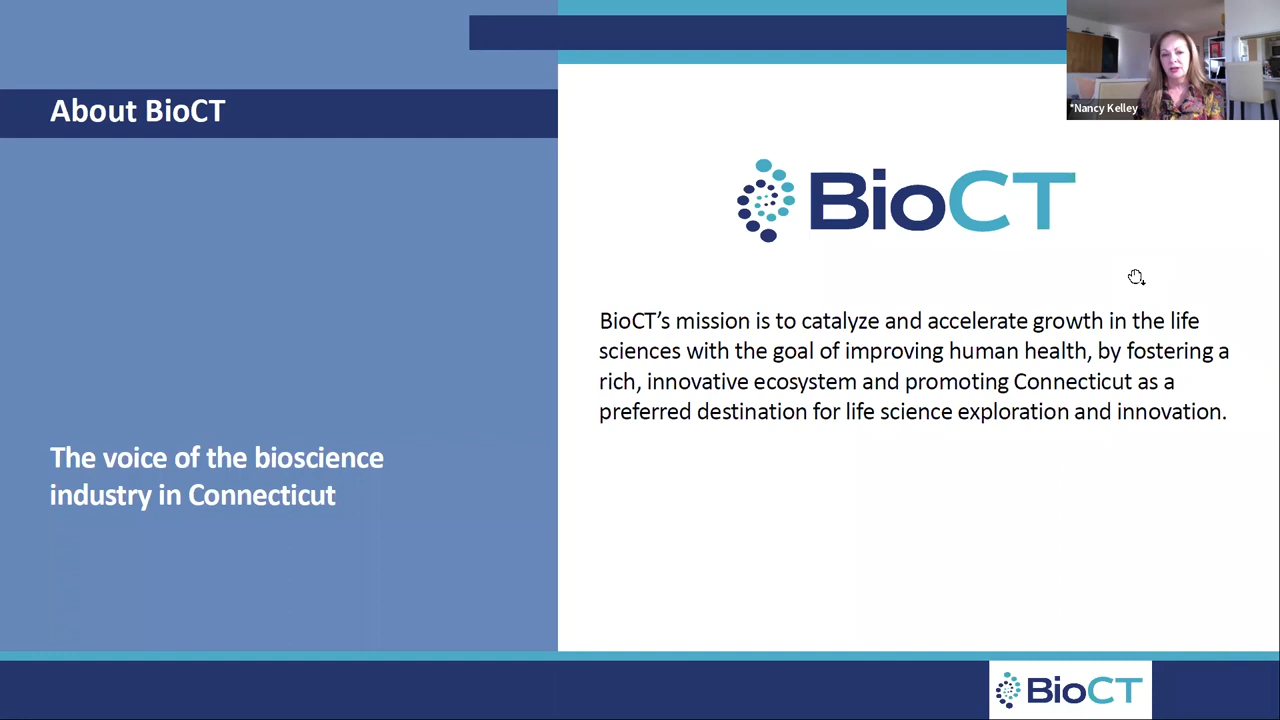 About BioCT
The voice of the bioscience
industry in Connecticut
*Nancy Kelley
BioCT
BioCT’s mission is to catalyze and accelerate growth in the life
sciences with the goal of improving human health, by fostering a
rich, innovative ecosystem and promoting Connecticut as a
preferred destination for life science exploration and innovation.
BioCT